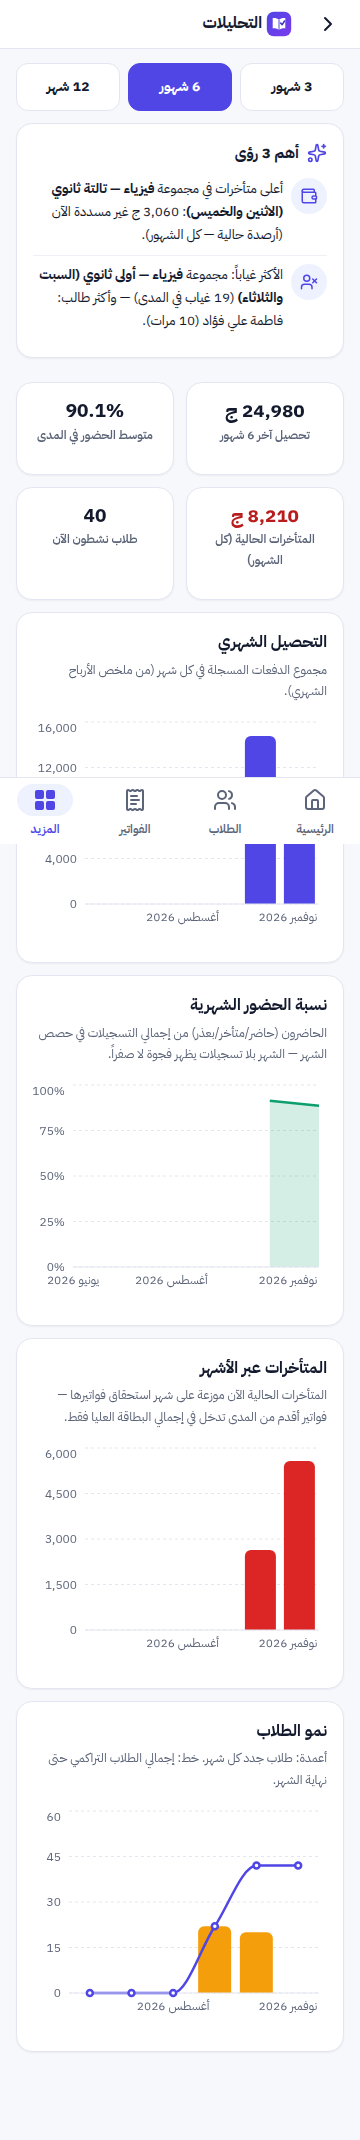 التحليلات
3 شهور
6 شهور
12 شهر
أهم 3 رؤى
أعلى متأخرات في مجموعة فيزياء — تالتة ثانوي
(الاثنين والخميس): 3,060 ج غير مسددة الآن
(أرصدة حالية — كل الشهور).
الأكثر غياباً: مجموعة فيزياء — أولى ثانوي (السبت
والثلاثاء) (19 غياب في المدى) — وأكثر طالب:
فاطمة علي فؤاد (10 مرات).
24,980 ج
تحصيل آخر 6 شهور
90.1%
متوسط الحضور في المدى
8,210 ج
المتأخرات الحالية (كل
الشهور)
40
طلاب نشطون الآن
التحصيل الشهري
مجموع الدفعات المسجلة في كل شهر (من ملخص الأرباح
الشهري).
16,000
12,000
الرئيسية
الطلاب
الفواتير
المزيد
4,000
0
أغسطس 2026
نوفمبر 2026
نسبة الحضور الشهرية
الحاضرون (حاضر/متأخر/بعذر) من إجمالي التسجيلات في حصص
الشهر — الشهر بلا تسجيلات يظهر فجوة لا صفراً.
100%
75%
50%
25%
0%
يونيو 2026
أغسطس 2026
نوفمبر 2026
المتأخرات عبر الأشهر
المتأخرات الحالية الآن موزعة على شهر استحقاق فواتيرها —
فواتير أقدم من المدى تدخل في إجمالي البطاقة العليا فقط.
6,000
4,500
3,000
1,500
0
أغسطس 2026
نوفمبر 2026
نمو الطلاب
أعمدة: طلاب جدد كل شهر. خط: إجمالي الطلاب التراكمي حتى
نهاية الشهر.
60
45
30
15
0
أغسطس 2026
نوفمبر 2026